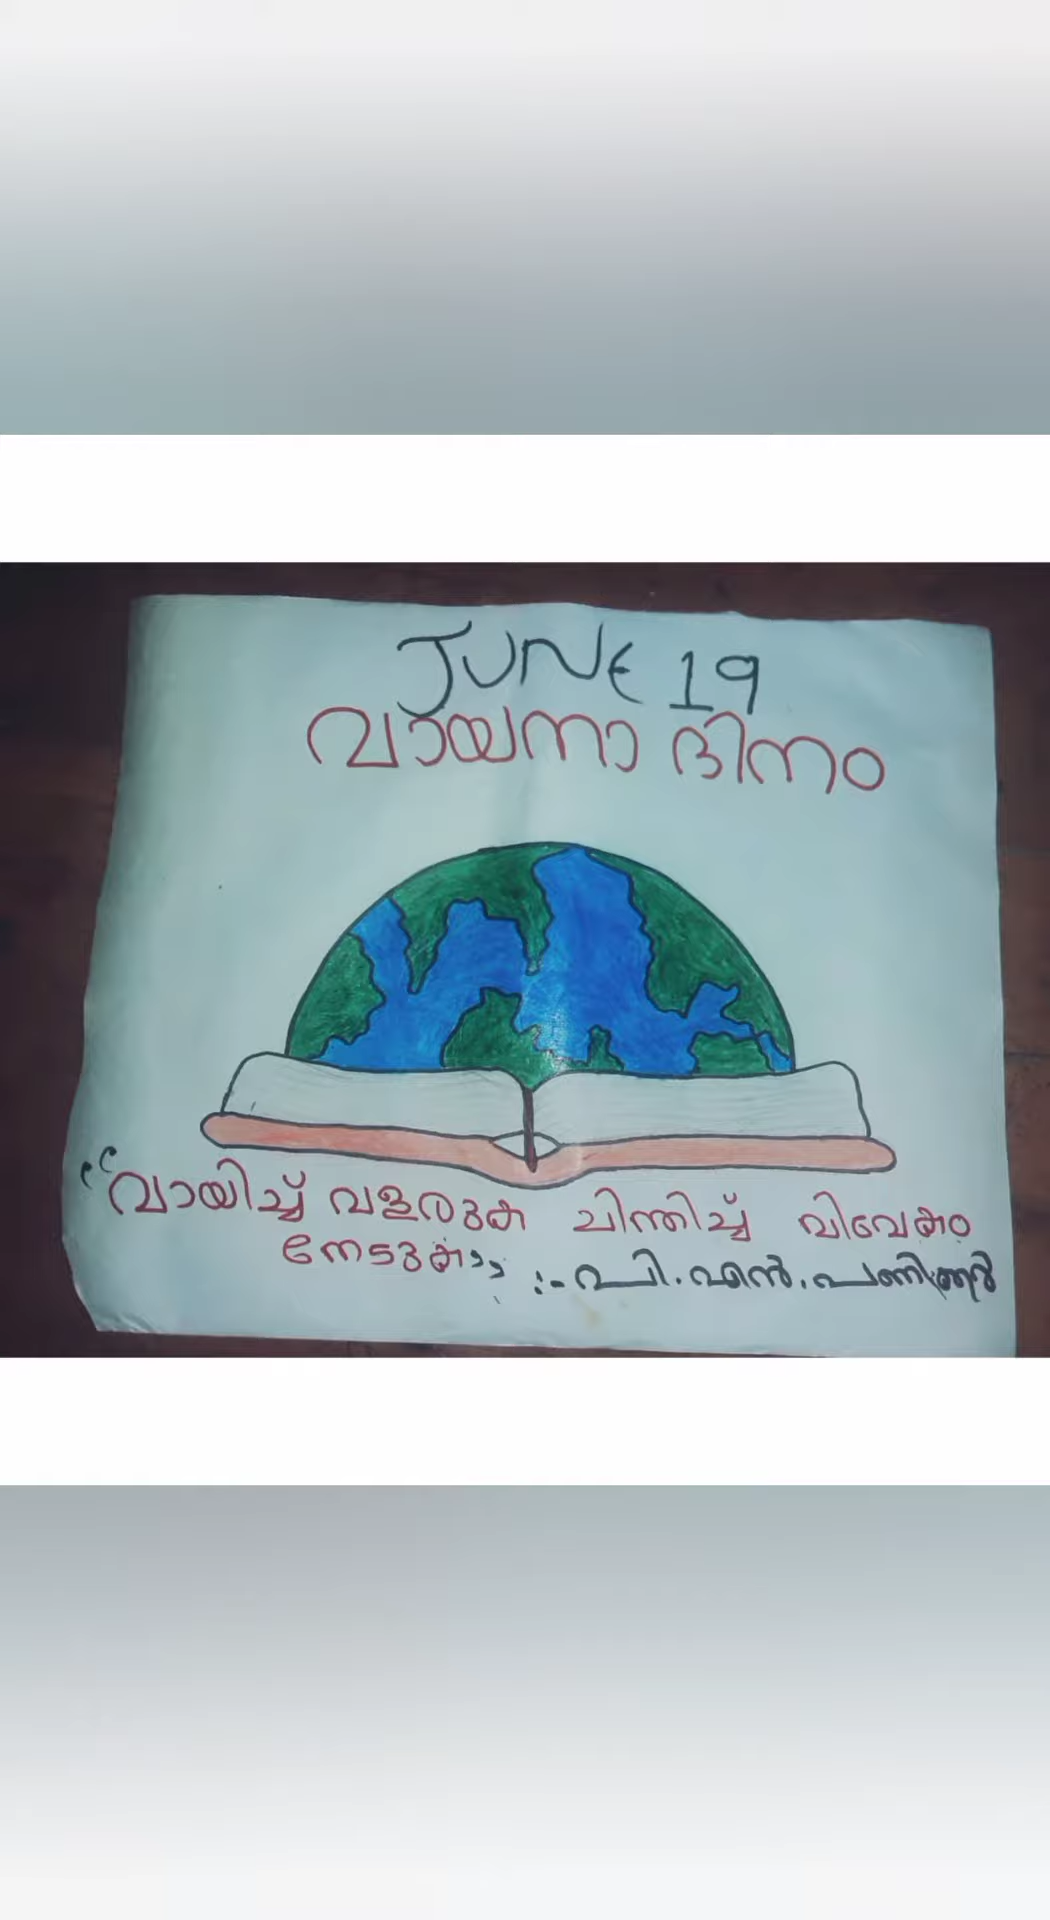 JUNE 19
വായനാ ദിനം
“വായിച്ച് വളരുക ചിന്തിച്ച് വിവേകം
നേടുക” :- പി.എൻ.പണിക്കർ